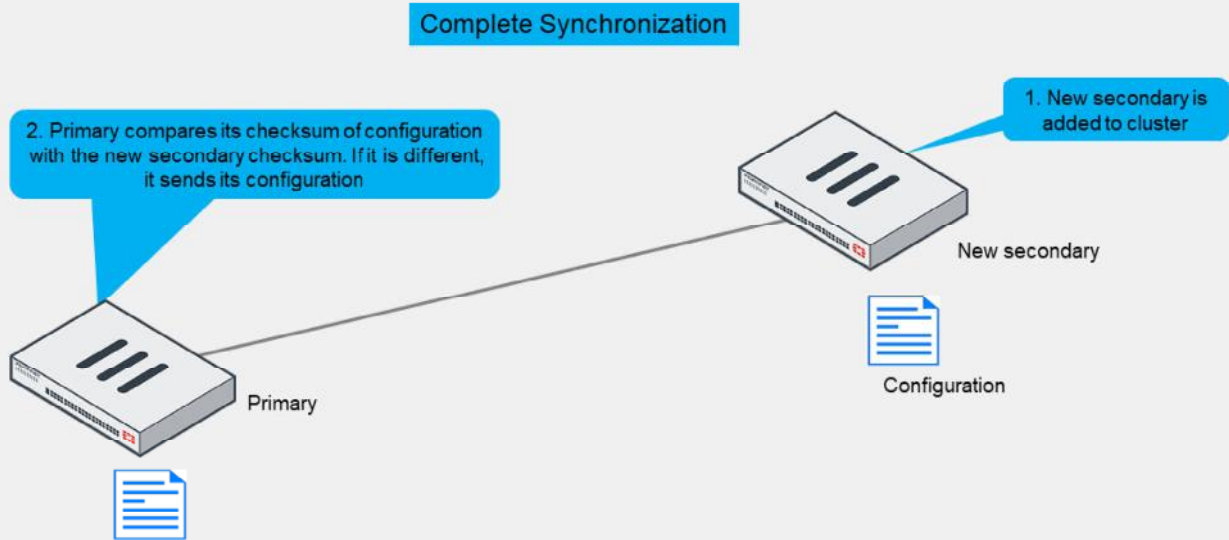 Complete Synchronization
1. New secondary is
added to cluster
2. Primary compares its checksum of configuration
with the new secondary checksum. If it is different,
it sends its configuration
New secondary
Configuration
Primary